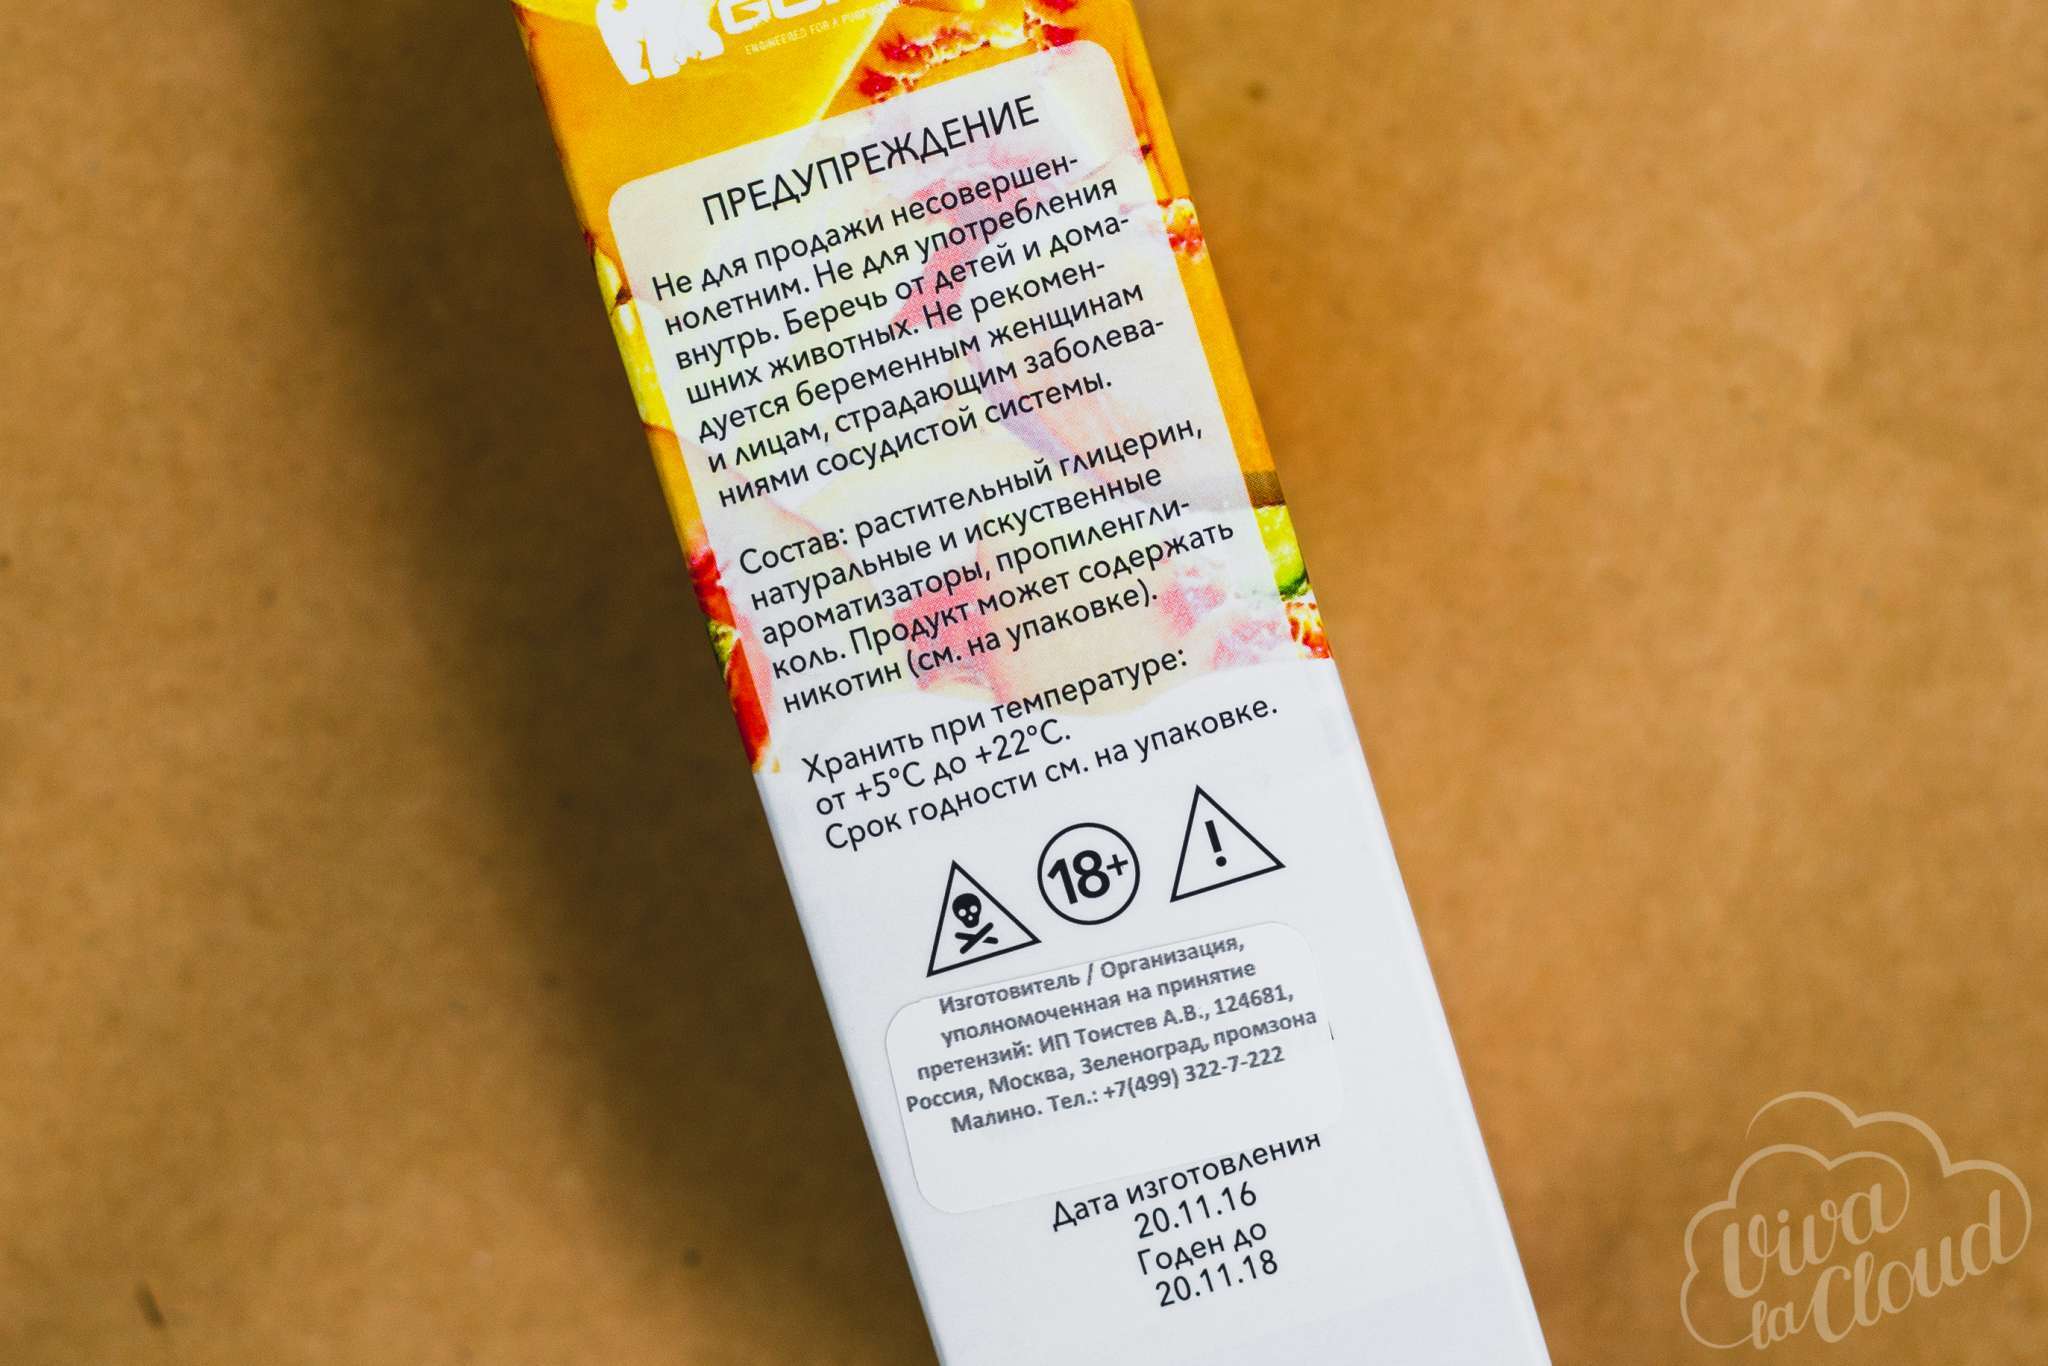 ENGINEERED FOR A PURPOSE
ПРЕДУПРЕЖДЕНИЕ
Не для продажи несовершен-
нолетним. Не для употребления
внутрь. Беречь от детей и дома-
шних животных. Не рекомен-
дуется беременным женщинам
и лицам, страдающим заболева-
ниями сосудистой системы.
Состав: растительный глицерин,
натуральные и искуственные
ароматизаторы, пропиленгли-
коль. Продукт может содержать
никотин (см. на упаковке).
Хранить при температуре:
от +5°C до +22°C.
Срок годности см. на упаковке.
18+
!
Изготовитель / Организация,
уполномоченная на принятие
претензий: ИП Тоистев А.В., 124681,
Россия, Москва, Зеленоград, промзона
Малино. Тел.: +7(499) 322-7-222
Дата изготовления
20.11.16
Годен до
20.11.18
Viva
la Cloud